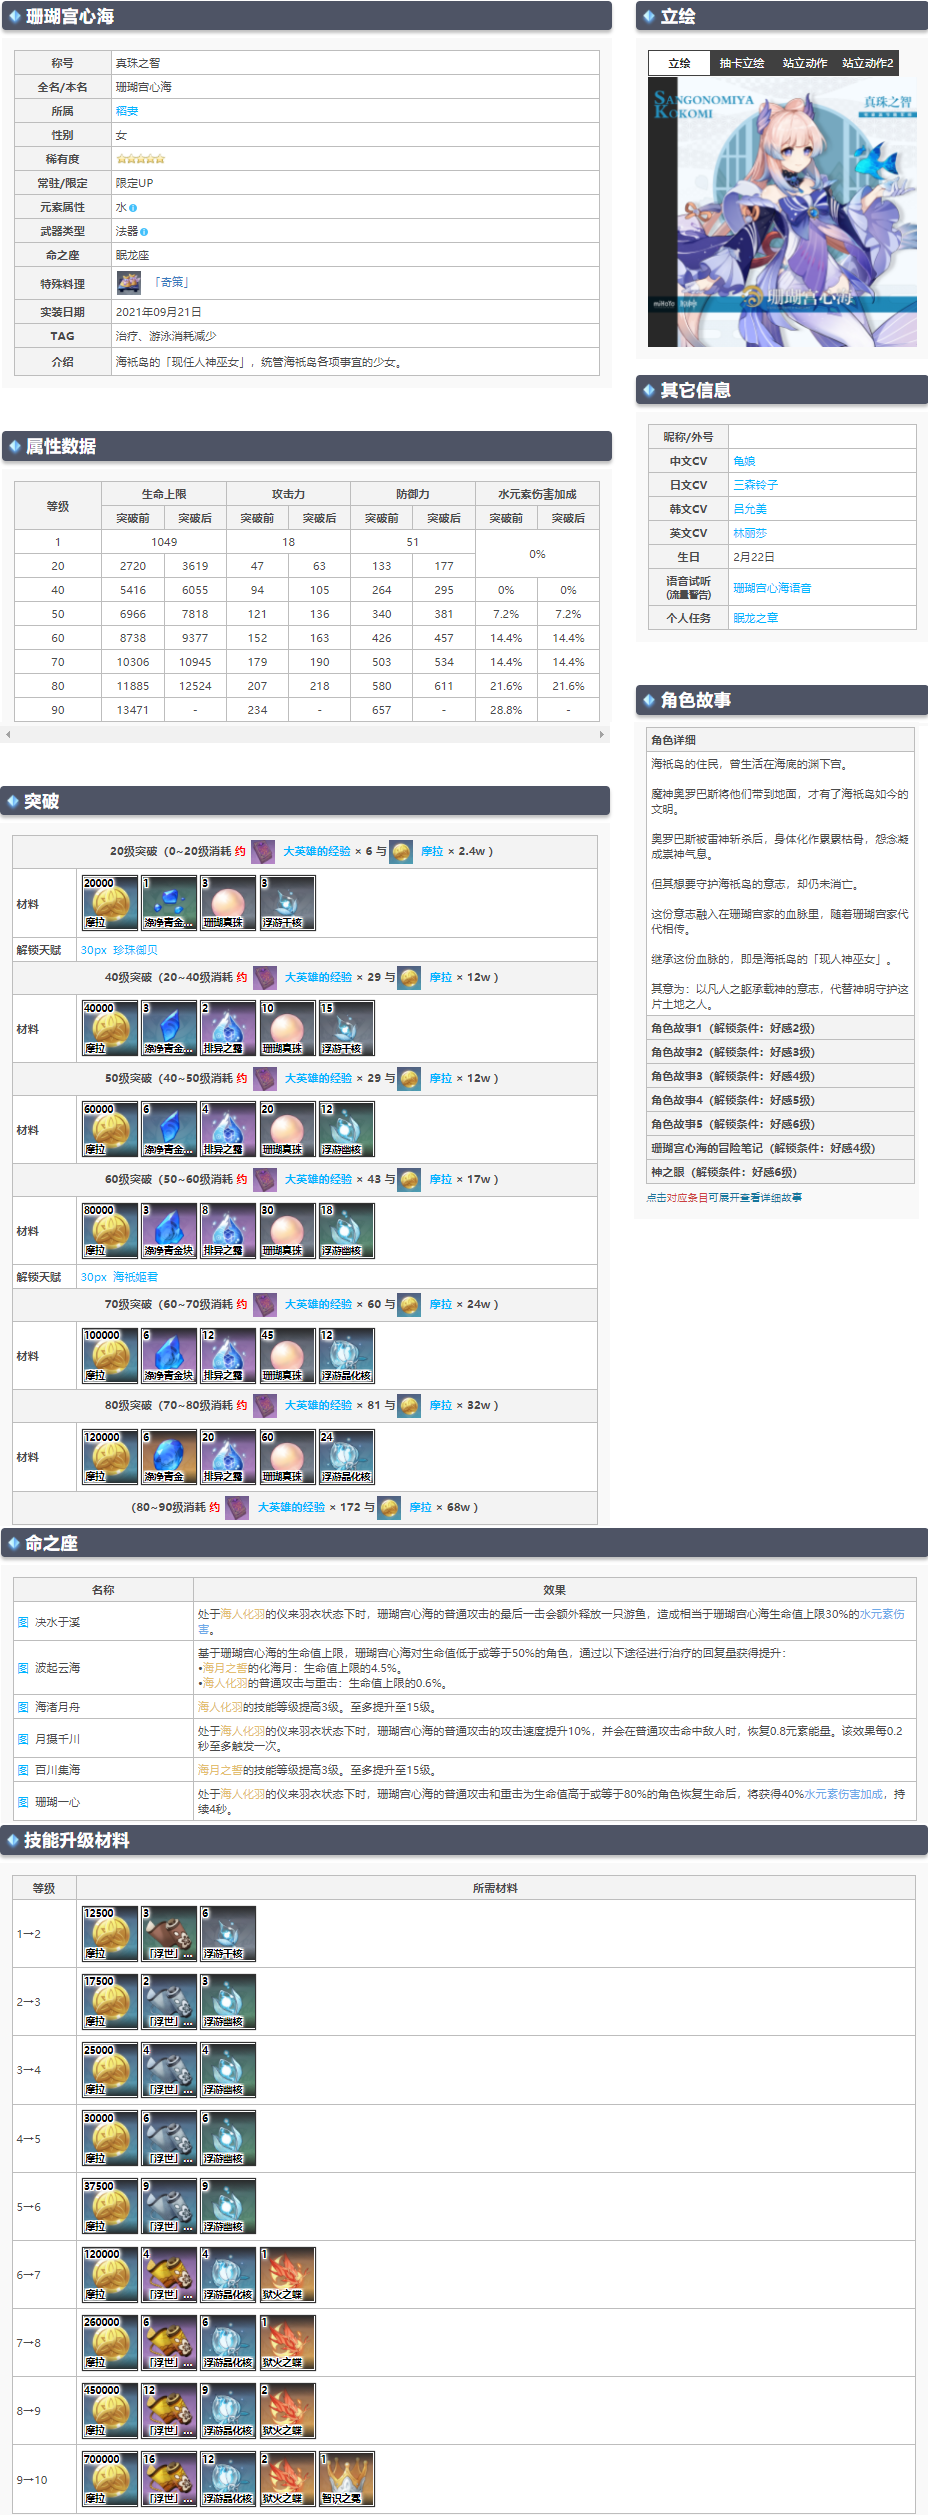 珊瑚宫心海
称号 真珠之智
全名/本名 珊瑚宫心海
所属 稻妻
性别 女
稀有度
常驻/限定 限定UP
元素属性 水
武器类型 法器
命之座 眠龙座
特殊料理 「奇策」
实装日期 2021年09月21日
TAG 治疗、游泳消耗减少
介绍 海祇岛的「现任人神巫女」，统管海祇岛各项事宜的少女。
立绘
立绘 抽卡立绘 站立动作 站立动作2
SANGONOMIYA
KOKOMI
真珠之智
miHoYo 原神
珊瑚宫心海
其它信息
昵称/外号
中文CV 龟娘
日文CV 三森铃子
韩文CV 吕允美
英文CV 林丽莎
生日 2月22日
语音试听
(流量警告)
珊瑚宫心海语音
个人任务 眠龙之章
属性数据
等级 生命上限 攻击力 防御力 水元素伤害加成
突破前 突破后 突破前 突破后 突破前 突破后 突破前 突破后
1 1049 18 51 0%
20 2720 3619 47 63 133 177
40 5416 6055 94 105 264 295 0% 0%
50 6966 7818 121 136 340 381 7.2% 7.2%
60 8738 9377 152 163 426 457 14.4% 14.4%
70 10306 10945 179 190 503 534 14.4% 14.4%
80 11885 12524 207 218 580 611 21.6% 21.6%
90 13471 - 234 - 657 - 28.8% -
角色故事
角色详细
海祇岛的住民，曾生活在海底的渊下宫。
魔神奥罗巴斯将他们带到地面，才有了海祇岛如今的
文明。
奥罗巴斯被雷神斩杀后，身体化作累累枯骨，怨念凝
成祟神气息。
但其想要守护海祇岛的意志，却仍未消亡。
这份意志融入在珊瑚宫家的血脉里，随着珊瑚宫家代
代相传。
继承这份血脉的，即是海祇岛的「现人神巫女」。
其意为：以凡人之躯承载神的意志，代替神明守护这
片土地之人。
角色故事1（解锁条件：好感2级）
角色故事2（解锁条件：好感3级）
角色故事3（解锁条件：好感4级）
角色故事4（解锁条件：好感5级）
角色故事5（解锁条件：好感6级）
珊瑚宫心海的冒险笔记（解锁条件：好感4级）
神之眼（解锁条件：好感6级）
点击对应条目可展开查看详细故事
突破
20级突破（0~20级消耗 约 大英雄的经验 × 6 与 摩拉 × 2.4w ）
材料
20000 1 3 3
摩拉 涤净青金... 珊瑚真珠 浮游干核
解锁天赋 30px 珍珠御贝
40级突破（20~40级消耗 约 大英雄的经验 × 29 与 摩拉 × 12w ）
材料
40000 3 2 10 15
摩拉 涤净青金... 排异之露 珊瑚真珠 浮游干核
50级突破（40~50级消耗 约 大英雄的经验 × 29 与 摩拉 × 12w ）
材料
60000 6 4 20 12
摩拉 涤净青金... 排异之露 珊瑚真珠 浮游幽核
60级突破（50~60级消耗 约 大英雄的经验 × 43 与 摩拉 × 17w ）
材料
80000 3 8 30 18
摩拉 涤净青金块 排异之露 珊瑚真珠 浮游幽核
解锁天赋 30px 海祇姬君
70级突破（60~70级消耗 约 大英雄的经验 × 60 与 摩拉 × 24w ）
材料
100000 6 12 45 12
摩拉 涤净青金块 排异之露 珊瑚真珠 浮游晶化核
80级突破（70~80级消耗 约 大英雄的经验 × 81 与 摩拉 × 32w ）
材料
120000 6 20 60 24
摩拉 涤净青金 排异之露 珊瑚真珠 浮游晶化核
（80~90级消耗 约 大英雄的经验 × 172 与 摩拉 × 68w ）
命之座
名称 效果
图 决水于溪
处于海人化羽的仪来羽衣状态下时，珊瑚宫心海的普通攻击的最后一击会额外释放一只游鱼，造成相当于珊瑚宫心海生命值上限30%的水元素伤
害。
图 波起云海
基于珊瑚宫心海的生命值上限，珊瑚宫心海对生命值低于或等于50%的角色，通过以下途径进行治疗的回复量获得提升：
•海月之誓的化海月：生命值上限的4.5%。
•海人化羽的普通攻击与重击：生命值上限的0.6%。
图 海渚月舟 海人化羽的技能等级提高3级。至多提升至15级。
图 月摄千川
处于海人化羽的仪来羽衣状态下时，珊瑚宫心海的普通攻击的攻击速度提升10%，并会在普通攻击命中敌人时，恢复0.8元素能量。该效果每0.2
秒至多触发一次。
图 百川集海 海月之誓的技能等级提高3级。至多提升至15级。
图 珊瑚一心
处于海人化羽的仪来羽衣状态下时，珊瑚宫心海的普通攻击和重击为生命值高于或等于80%的角色恢复生命后，将获得40%水元素伤害加成，持
续4秒。
技能升级材料
等级 所需材料
1→2
12500 3 6
摩拉 「浮世」... 浮游干核
2→3
17500 2 3
摩拉 「浮世」... 浮游幽核
3→4
25000 4 4
摩拉 「浮世」... 浮游幽核
4→5
30000 6 6
摩拉 「浮世」... 浮游幽核
5→6
37500 9 9
摩拉 「浮世」... 浮游幽核
6→7
120000 4 4 1
摩拉 「浮世」... 浮游晶化核 狱火之蝶
7→8
260000 6 6 1
摩拉 「浮世」... 浮游晶化核 狱火之蝶
8→9
450000 12 9 2
摩拉 「浮世」... 浮游晶化核 狱火之蝶
9→10
700000 16 12 2 1
摩拉 「浮世」... 浮游晶化核 狱火之蝶 智识之冕